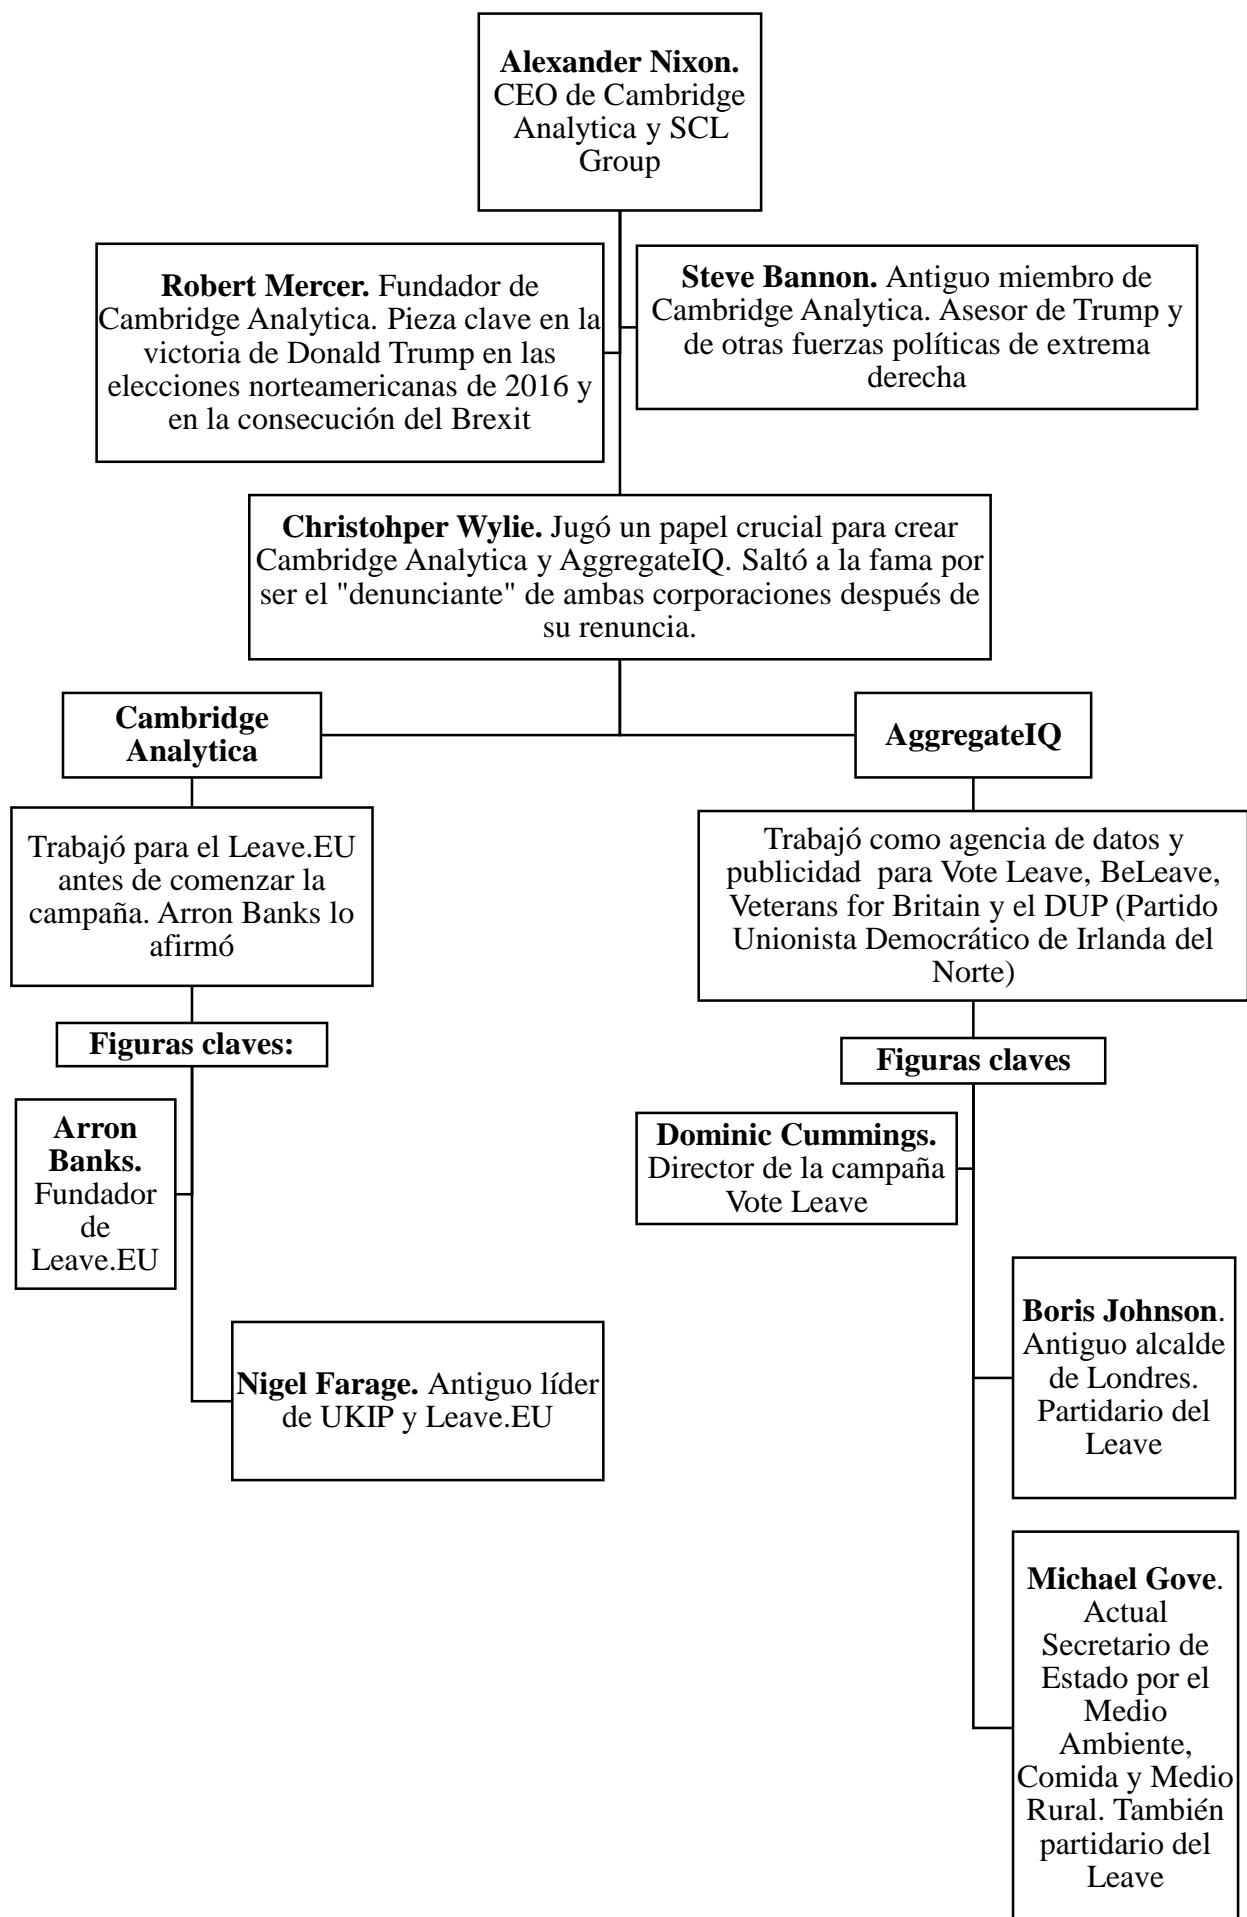 Alexander Nixon.
CEO de Cambridge
Analytica y SCL
Group
Robert Mercer. Fundador de
Cambridge Analytica. Pieza clave en la
victoria de Donald Trump en las
elecciones norteamericanas de 2016 y
en la consecución del Brexit
Steve Bannon. Antiguo miembro de
Cambridge Analytica. Asesor de Trump y
de otras fuerzas políticas de extrema
derecha
Christohper Wylie. Jugó un papel crucial para crear
Cambridge Analytica y AggregateIQ. Saltó a la fama por
ser el "denunciante" de ambas corporaciones después de
su renuncia.
Cambridge
Analytica
Trabajó para el Leave.EU
antes de comenzar la
campaña. Arron Banks lo
afirmó
Figuras claves:
Arron
Banks.
Fundador
de
Leave.EU
Nigel Farage. Antiguo líder
de UKIP y Leave.EU
AggregateIQ
Trabajó como agencia de datos y
publicidad para Vote Leave, BeLeave,
Veterans for Britain y el DUP (Partido
Unionista Democrático de Irlanda del
Norte)
Figuras claves
Dominic Cummings.
Director de la campaña
Vote Leave
Boris Johnson.
Antiguo alcalde
de Londres.
Partidario del
Leave
Michael Gove.
Actual
Secretario de
Estado por el
Medio
Ambiente,
Comida y Medio
Rural. También
partidario del
Leave